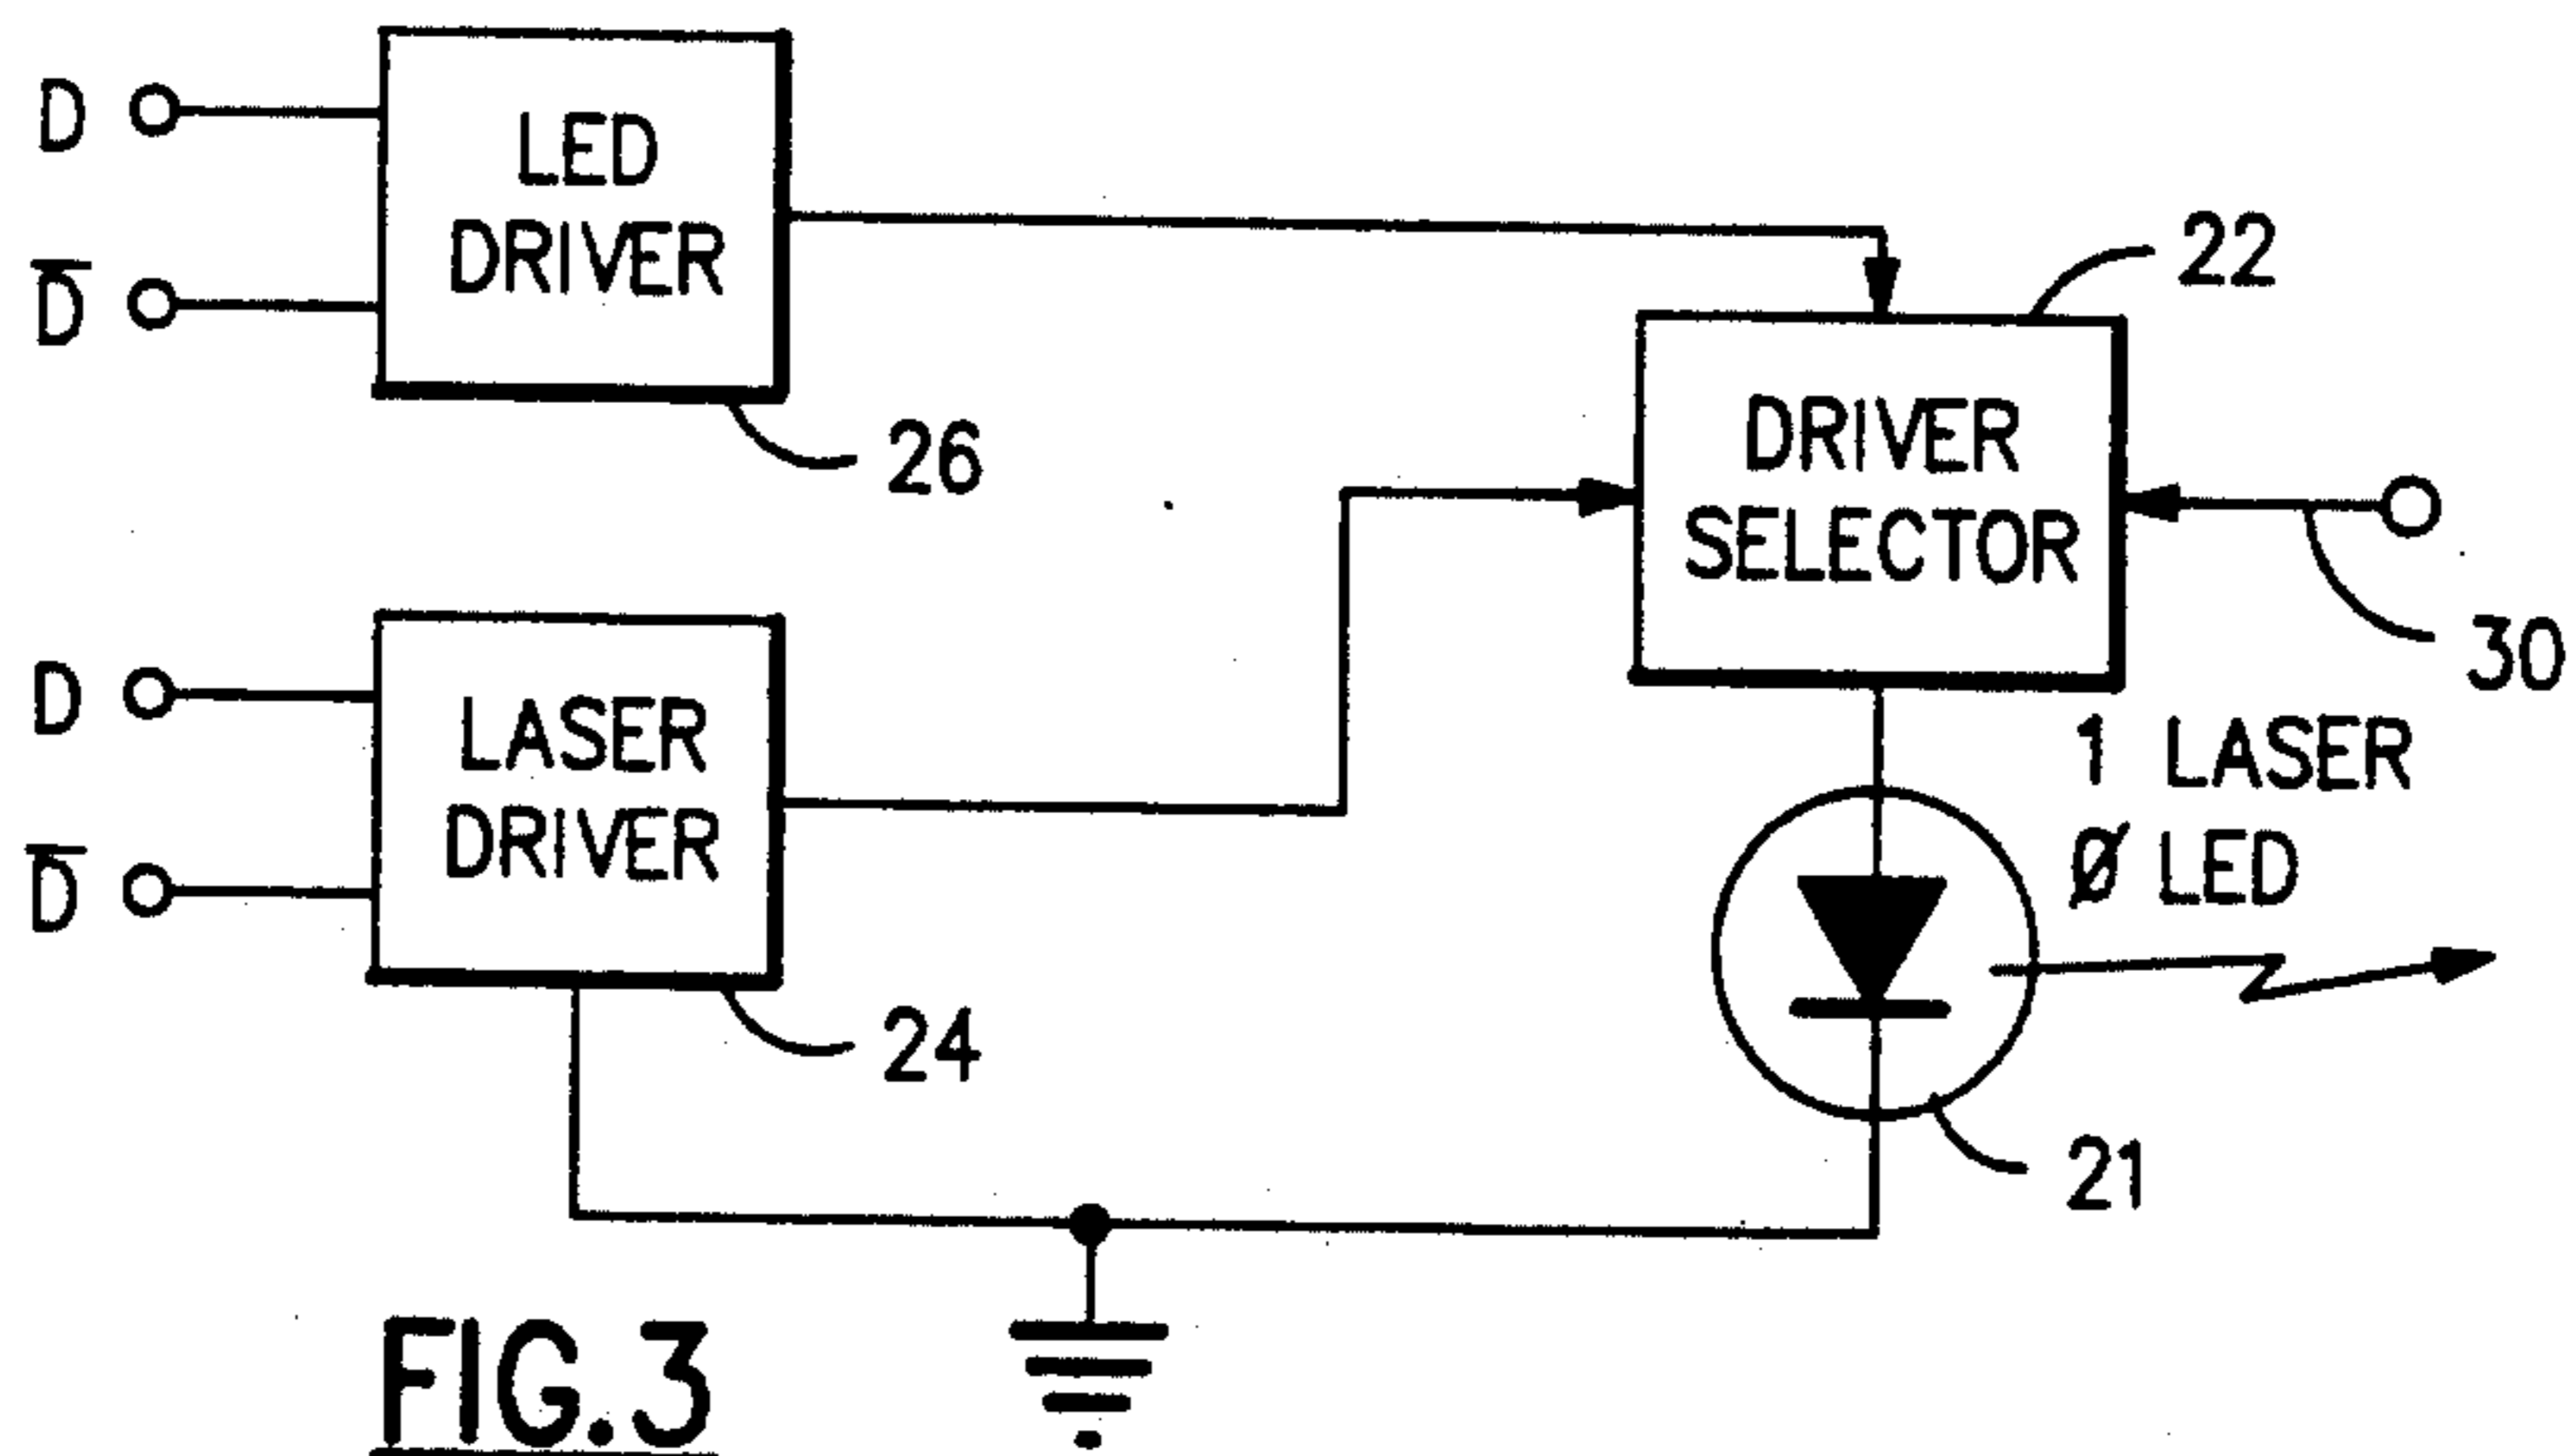 D
LED
DRIVER
D̅
26
22
DRIVER
SELECTOR
30
D
LASER
DRIVER
D̅
24
1 LASER
Ø LED
21
FIG.3